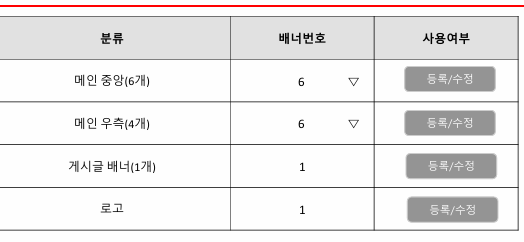 분류 배너번호 사용여부
메인 중앙(6개) 6 ▽ 등록/수정
메인 우측(4개) 6 ▽ 등록/수정
게시글 배너(1개) 1 등록/수정
로고 1 등록/수정